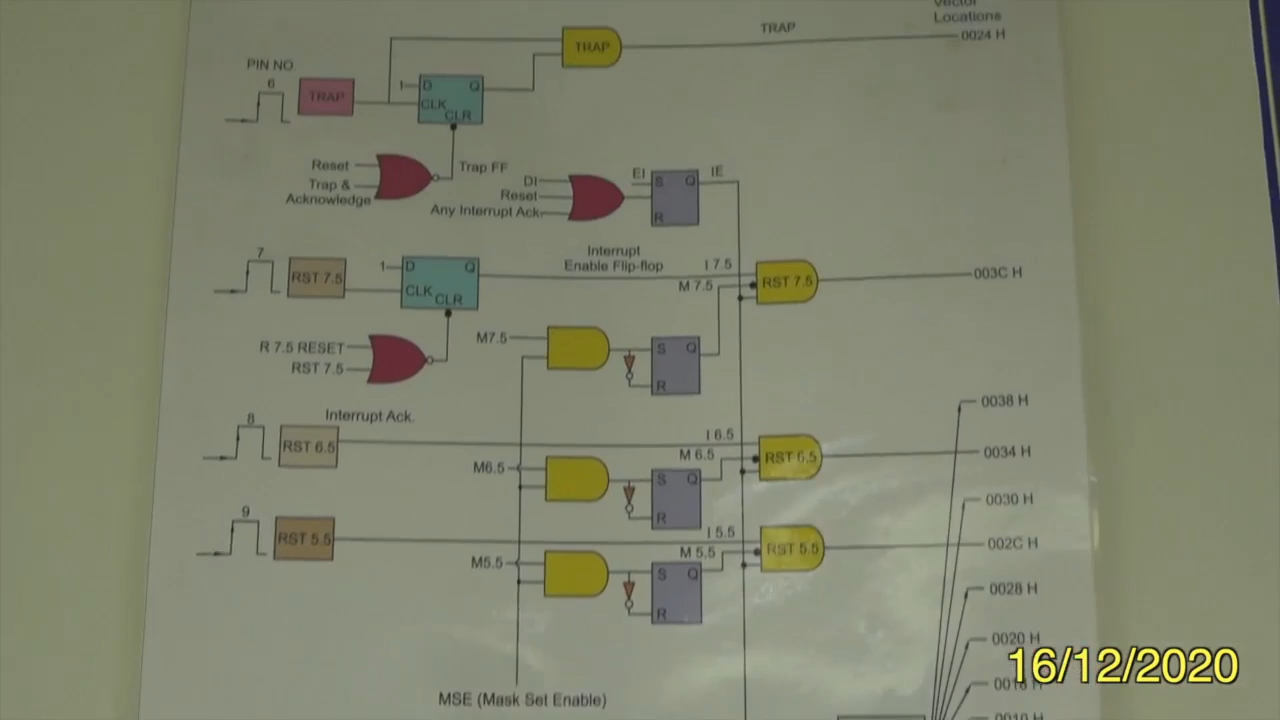 Vector
Locations
TRAP
0024 H
TRAP
PIN NO
6
TRAP
1
D
Q
CLK
CLR
Reset
Trap &
Acknowledge
Trap FF
DI
Reset
Any Interrupt Ack.
EI
S
Q
R
IE
7
RST 7.5
1
D
Q
CLK
CLR
Interrupt
Enable Flip-flop
I 7.5
M 7.5
RST 7.5
003C H
R 7.5 RESET
RST 7.5
M7.5
S
Q
R
Interrupt Ack.
8
RST 6.5
I 6.5
M 6.5
RST 6.5
0038 H
0034 H
M6.5
S
Q
R
0030 H
9
RST 5.5
I 5.5
M 5.5
RST 5.5
002C H
M5.5
S
Q
R
0028 H
0020 H
16/12/2020
MSE (Mask Set Enable)